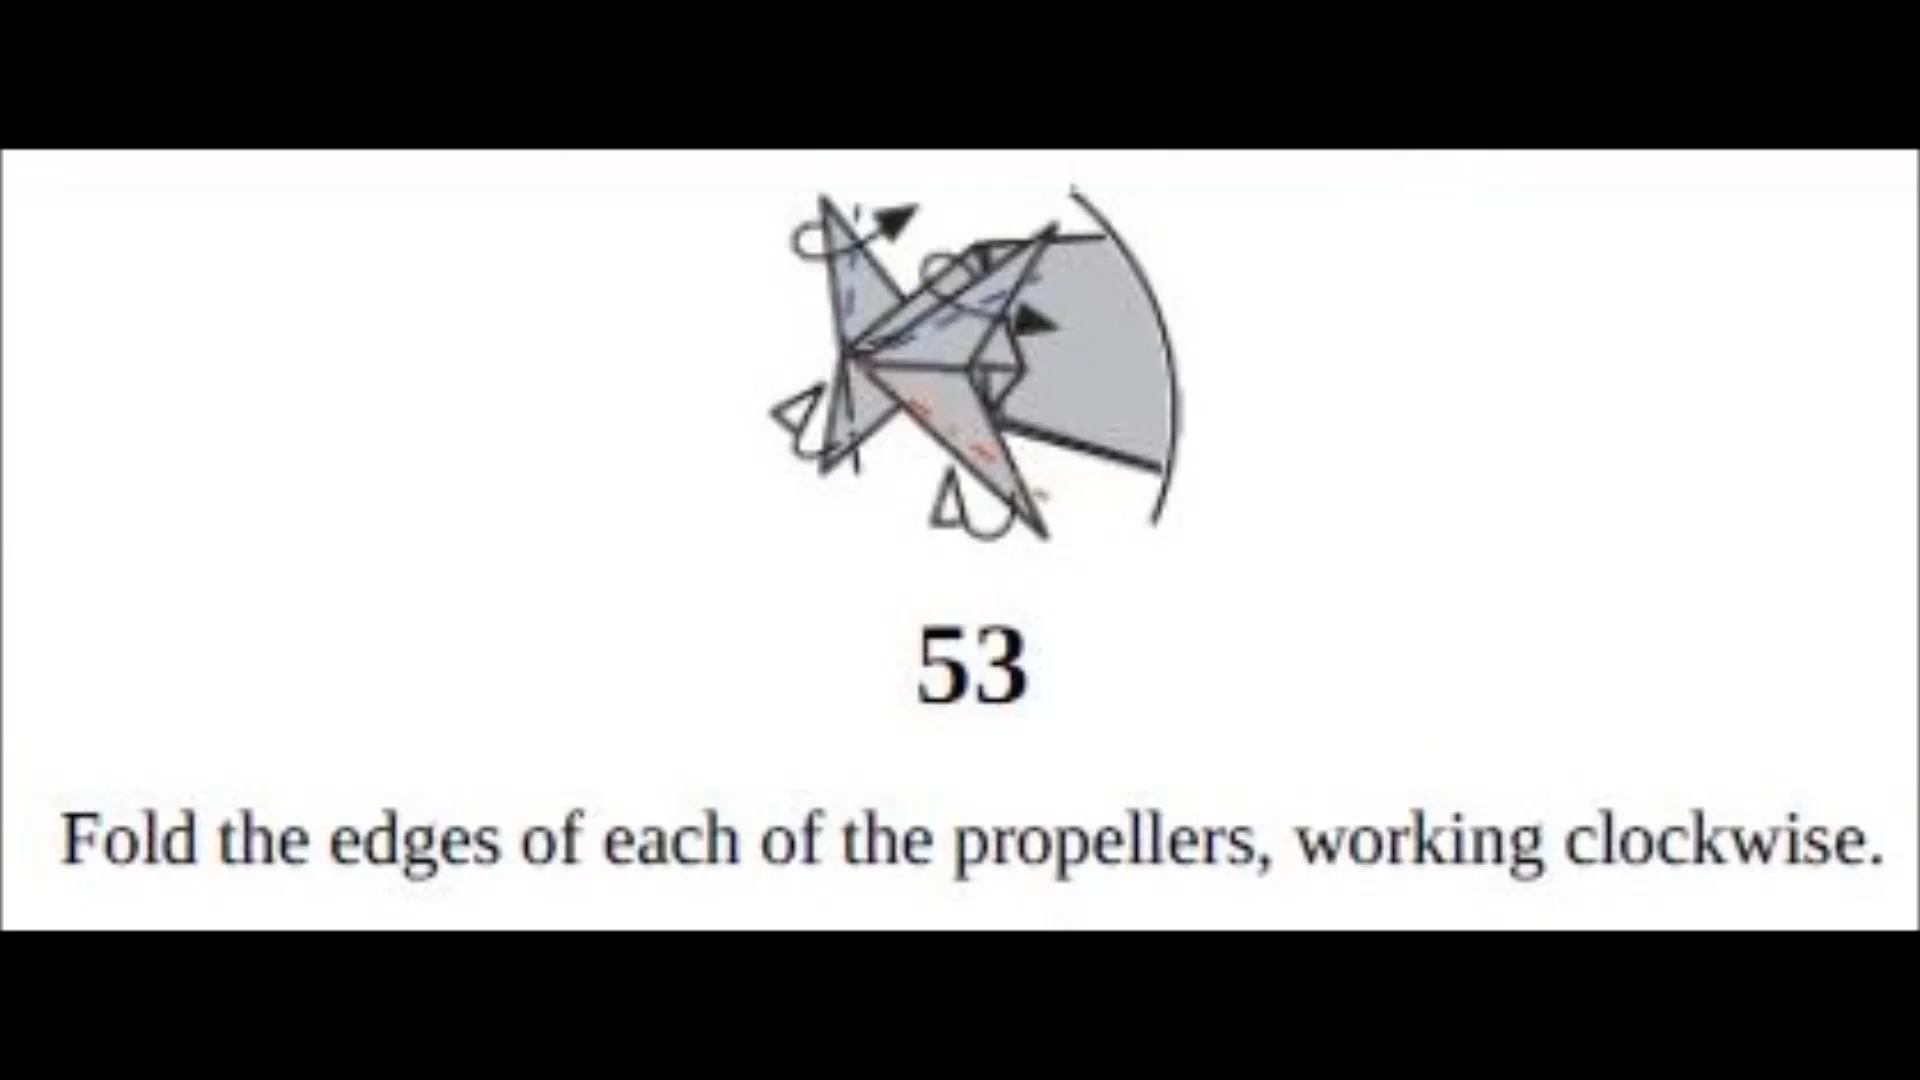 53
Fold the edges of each of the propellers, working clockwise.